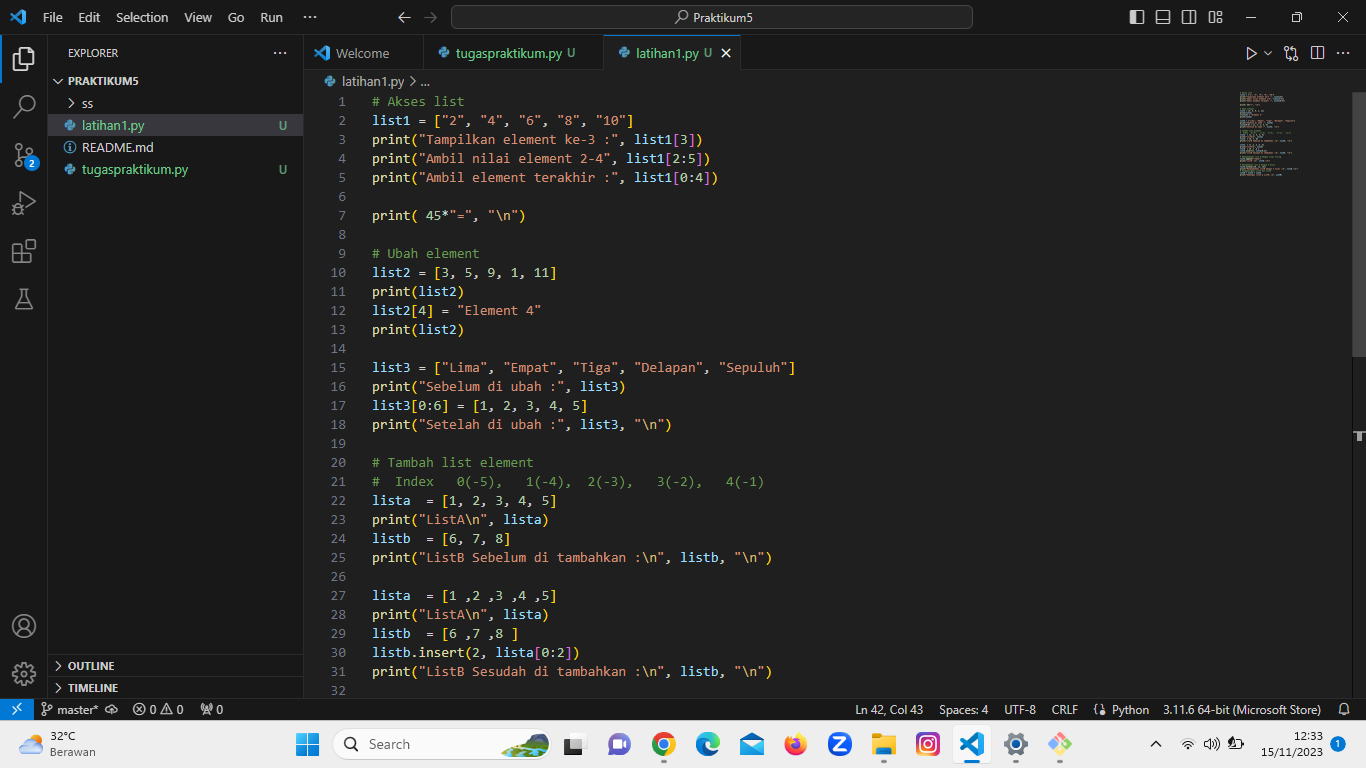 File Edit Selection View Go Run ··· Praktikum5
EXPLORER ···
Welcome tugaspraktikum.py U latihan1.py U
PRAKTIKUM5
latihan1.py > ...
ss
latihan1.py U
README.md
tugaspraktikum.py U
1 # Akses list
2 list1 = ["2", "4", "6", "8", "10"]
3 print("Tampilkan element ke-3 :", list1[3])
4 print("Ambil nilai element 2-4", list1[2:5])
5 print("Ambil element terakhir :", list1[0:4])
6
7 print( 45*"=", "\n")
8
9 # Ubah element
10 list2 = [3, 5, 9, 1, 11]
11 print(list2)
12 list2[4] = "Element 4"
13 print(list2)
14
15 list3 = ["Lima", "Empat", "Tiga", "Delapan", "Sepuluh"]
16 print("Sebelum di ubah :", list3)
17 list3[0:6] = [1, 2, 3, 4, 5]
18 print("Setelah di ubah :", list3, "\n")
19
20 # Tambah list element
21 #  Index   0(-5),   1(-4),  2(-3),   3(-2),   4(-1)
22 lista  = [1, 2, 3, 4, 5]
23 print("ListA\n", lista)
24 listb  = [6, 7, 8]
25 print("ListB Sebelum di tambahkan :\n", listb, "\n")
26
27 lista  = [1 ,2 ,3 ,4 ,5]
28 print("ListA\n", lista)
29 listb  = [6 ,7 ,8 ]
30 listb.insert(2, lista[0:2])
31 print("ListB Sesudah di tambahkan :\n", listb, "\n")
32
2
OUTLINE
TIMELINE
master* 0 0 0 Ln 42, Col 43 Spaces: 4 UTF-8 CRLF Python 3.11.6 64-bit (Microsoft Store)
32°C
Berawan
Search
12:33
15/11/2023
1